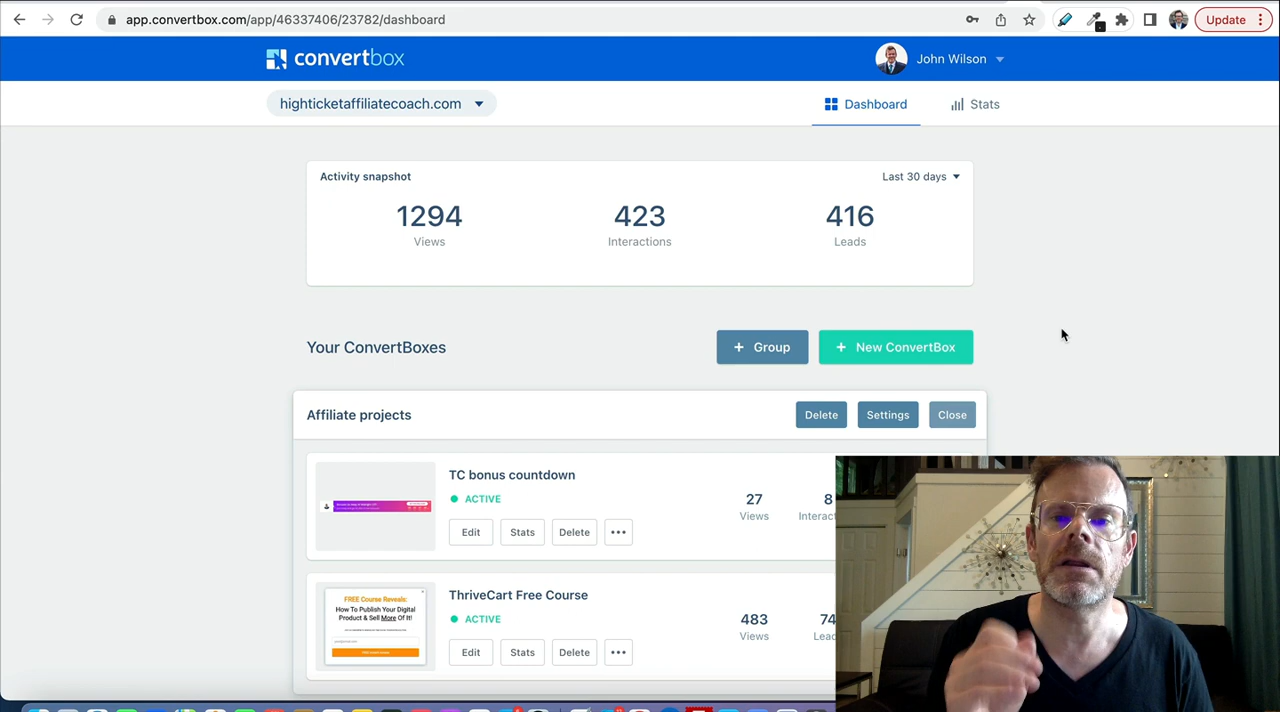 app.convertbox.com/app/46337406/23782/dashboard
Update
convertbox
John Wilson
highticketaffiliatecoach.com
Dashboard
Stats
Activity snapshot
Last 30 days
1294
423
416
Views
Interactions
Leads
Your ConvertBoxes
+ Group
+ New ConvertBox
Affiliate projects
Delete
Settings
Close
TC bonus countdown
ACTIVE
27
8
Views
Interact
Edit
Stats
Delete
ThriveCart Free Course
ACTIVE
483
74
Views
Lea
Edit
Stats
Delete
FREE Course Reveals:
How To Publish Your Digital
Product & Sell More Of It!